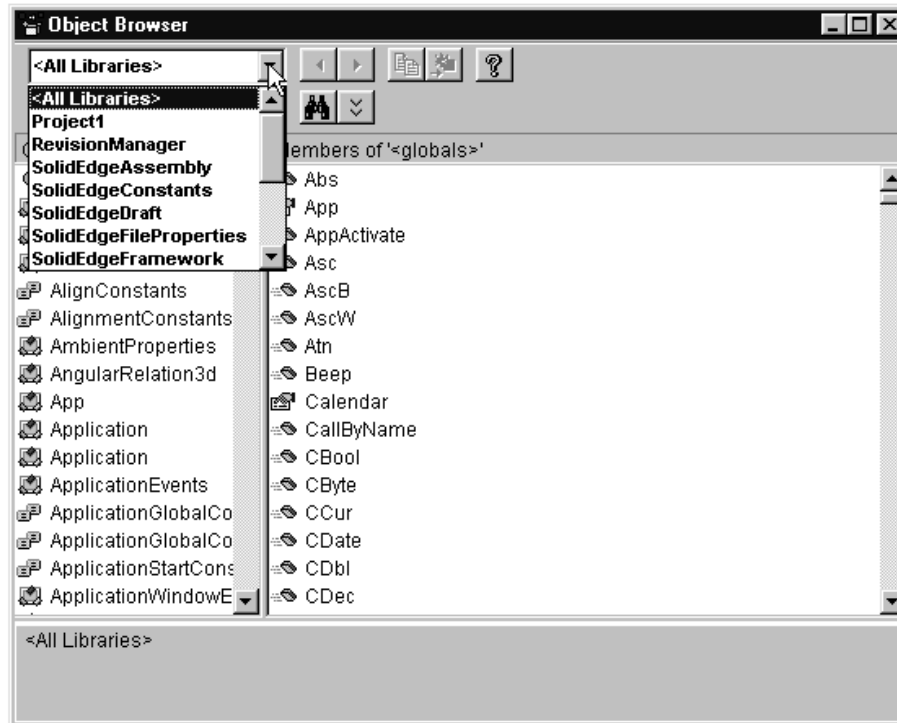 Object Browser
<All Libraries>
<All Libraries>
Project1
RevisionManager
SolidEdgeAssembly
SolidEdgeConstants
SolidEdgeDraft
SolidEdgeFileProperties
SolidEdgeFramework
AlignConstants
AlignmentConstants
AmbientProperties
AngularRelation3d
App
Application
Application
ApplicationEvents
ApplicationGlobalCo
ApplicationGlobalCo
ApplicationStartCons
ApplicationWindowE
Members of '<globals>'
Abs
App
AppActivate
Asc
AscB
AscW
Atn
Beep
Calendar
CallByName
CBool
CByte
CCur
CDate
CDbl
CDec
<All Libraries>